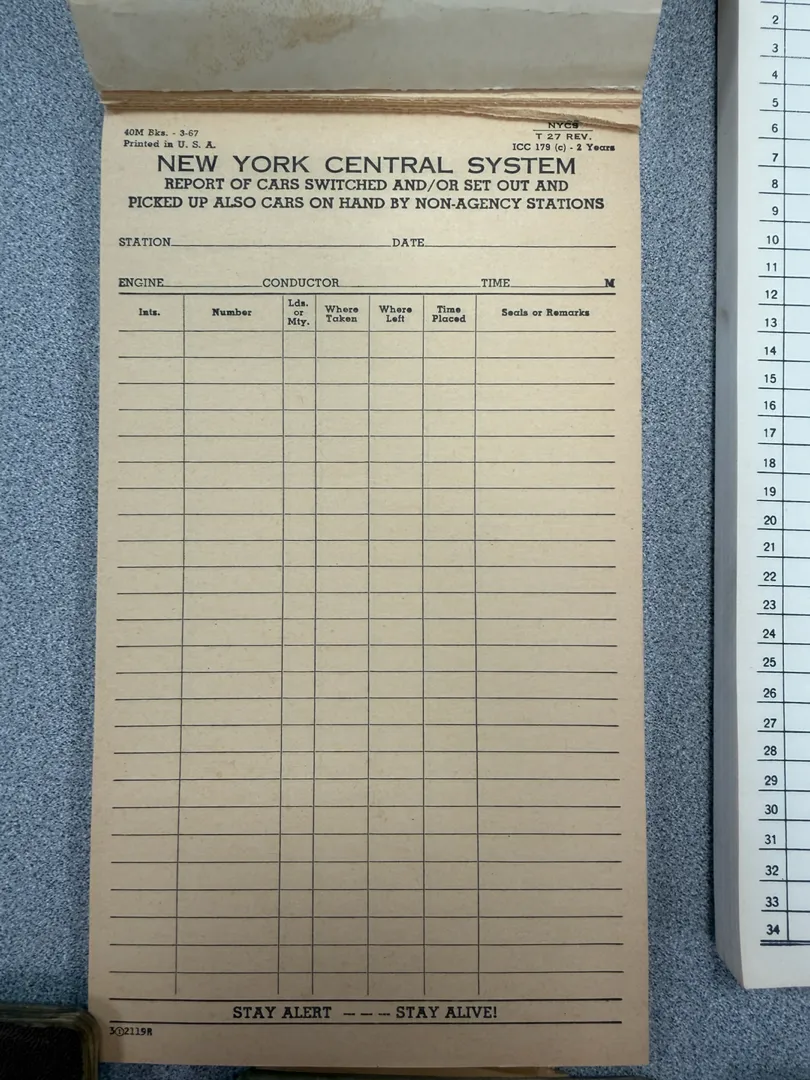 40M Bks. - 3-67
Printed in U. S. A.
NYCS
T 27 REV.
ICC 179 (c) - 2 Years
NEW YORK CENTRAL SYSTEM
REPORT OF CARS SWITCHED AND/OR SET OUT AND
PICKED UP ALSO CARS ON HAND BY NON-AGENCY STATIONS
STATION DATE
ENGINE CONDUCTOR TIME M
Ints. Number Lds. or Mty. Where Taken Where Left Time Placed Seals or Remarks
STAY ALERT - - - STAY ALIVE!
2
3
4
5
6
7
8
9
10
11
12
13
14
15
16
17
18
19
20
21
22
23
24
25
26
27
28
29
30
31
32
33
34